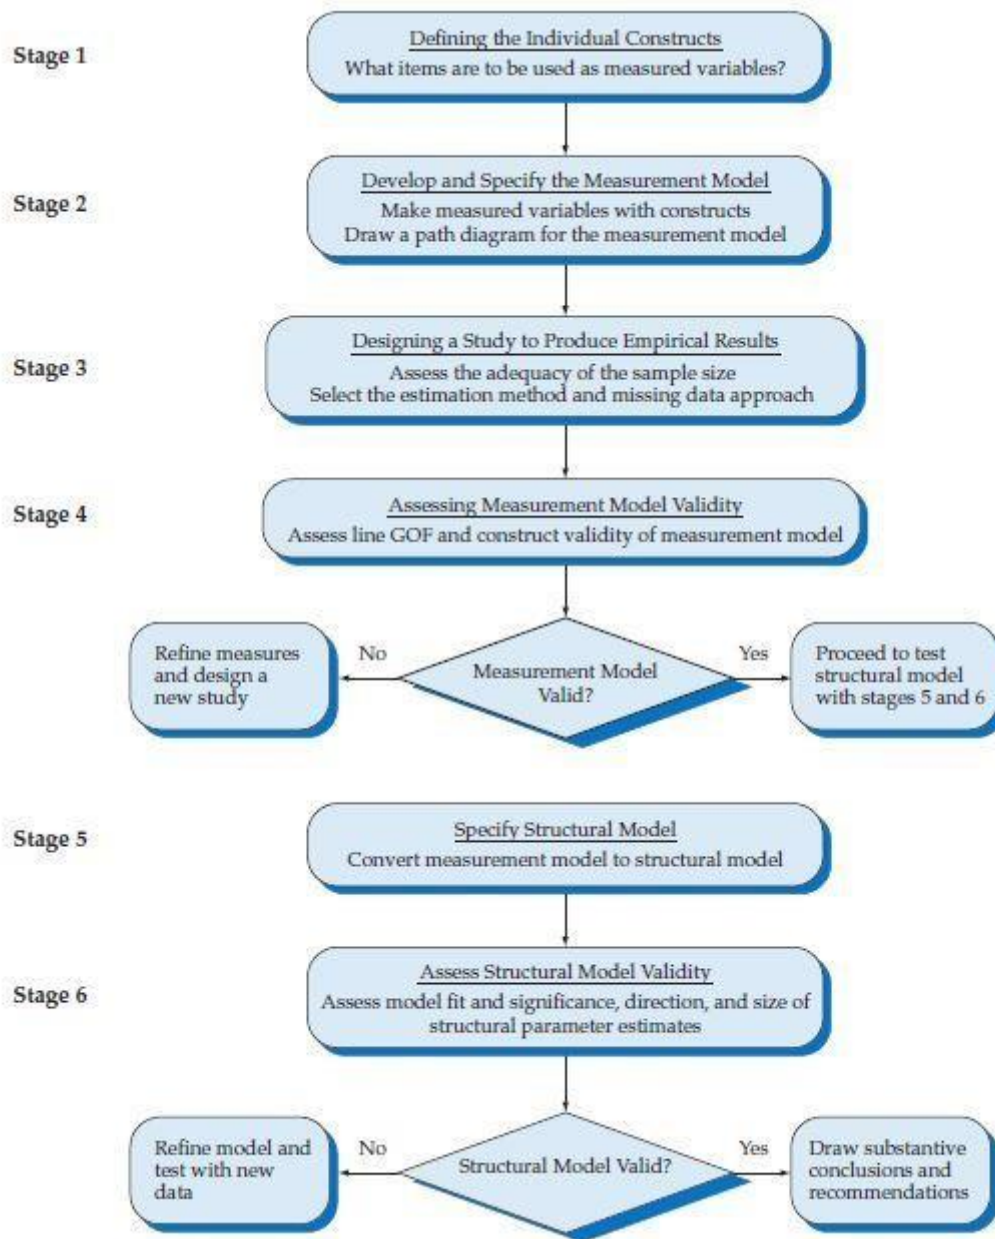 Stage 1
Defining the Individual Constructs
What items are to be used as measured variables?
Stage 2
Develop and Specify the Measurement Model
Make measured variables with constructs
Draw a path diagram for the measurement model
Stage 3
Designing a Study to Produce Empirical Results
Assess the adequacy of the sample size
Select the estimation method and missing data approach
Stage 4
Assessing Measurement Model Validity
Assess line GOF and construct validity of measurement model
Refine measures
and design a
new study
No
Measurement Model
Valid?
Yes
Proceed to test
structural model
with stages 5 and 6
Stage 5
Specify Structural Model
Convert measurement model to structural model
Stage 6
Assess Structural Model Validity
Assess model fit and significance, direction, and size of
structural parameter estimates
Refine model and
test with new
data
No
Structural Model Valid?
Yes
Draw substantive
conclusions and
recommendations